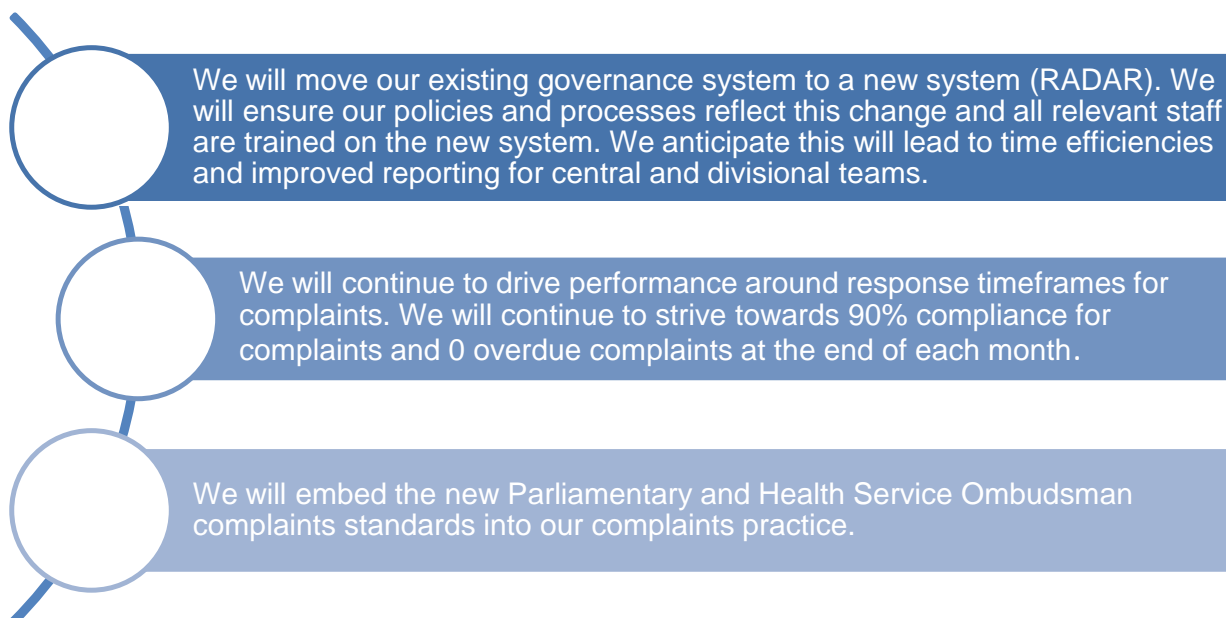 We will move our existing governance system to a new system (RADAR). We
will ensure our policies and processes reflect this change and all relevant staff
are trained on the new system. We anticipate this will lead to time efficiencies
and improved reporting for central and divisional teams.
We will continue to drive performance around response timeframes for
complaints. We will continue to strive towards 90% compliance for
complaints and 0 overdue complaints at the end of each month.
We will embed the new Parliamentary and Health Service Ombudsman
complaints standards into our complaints practice.